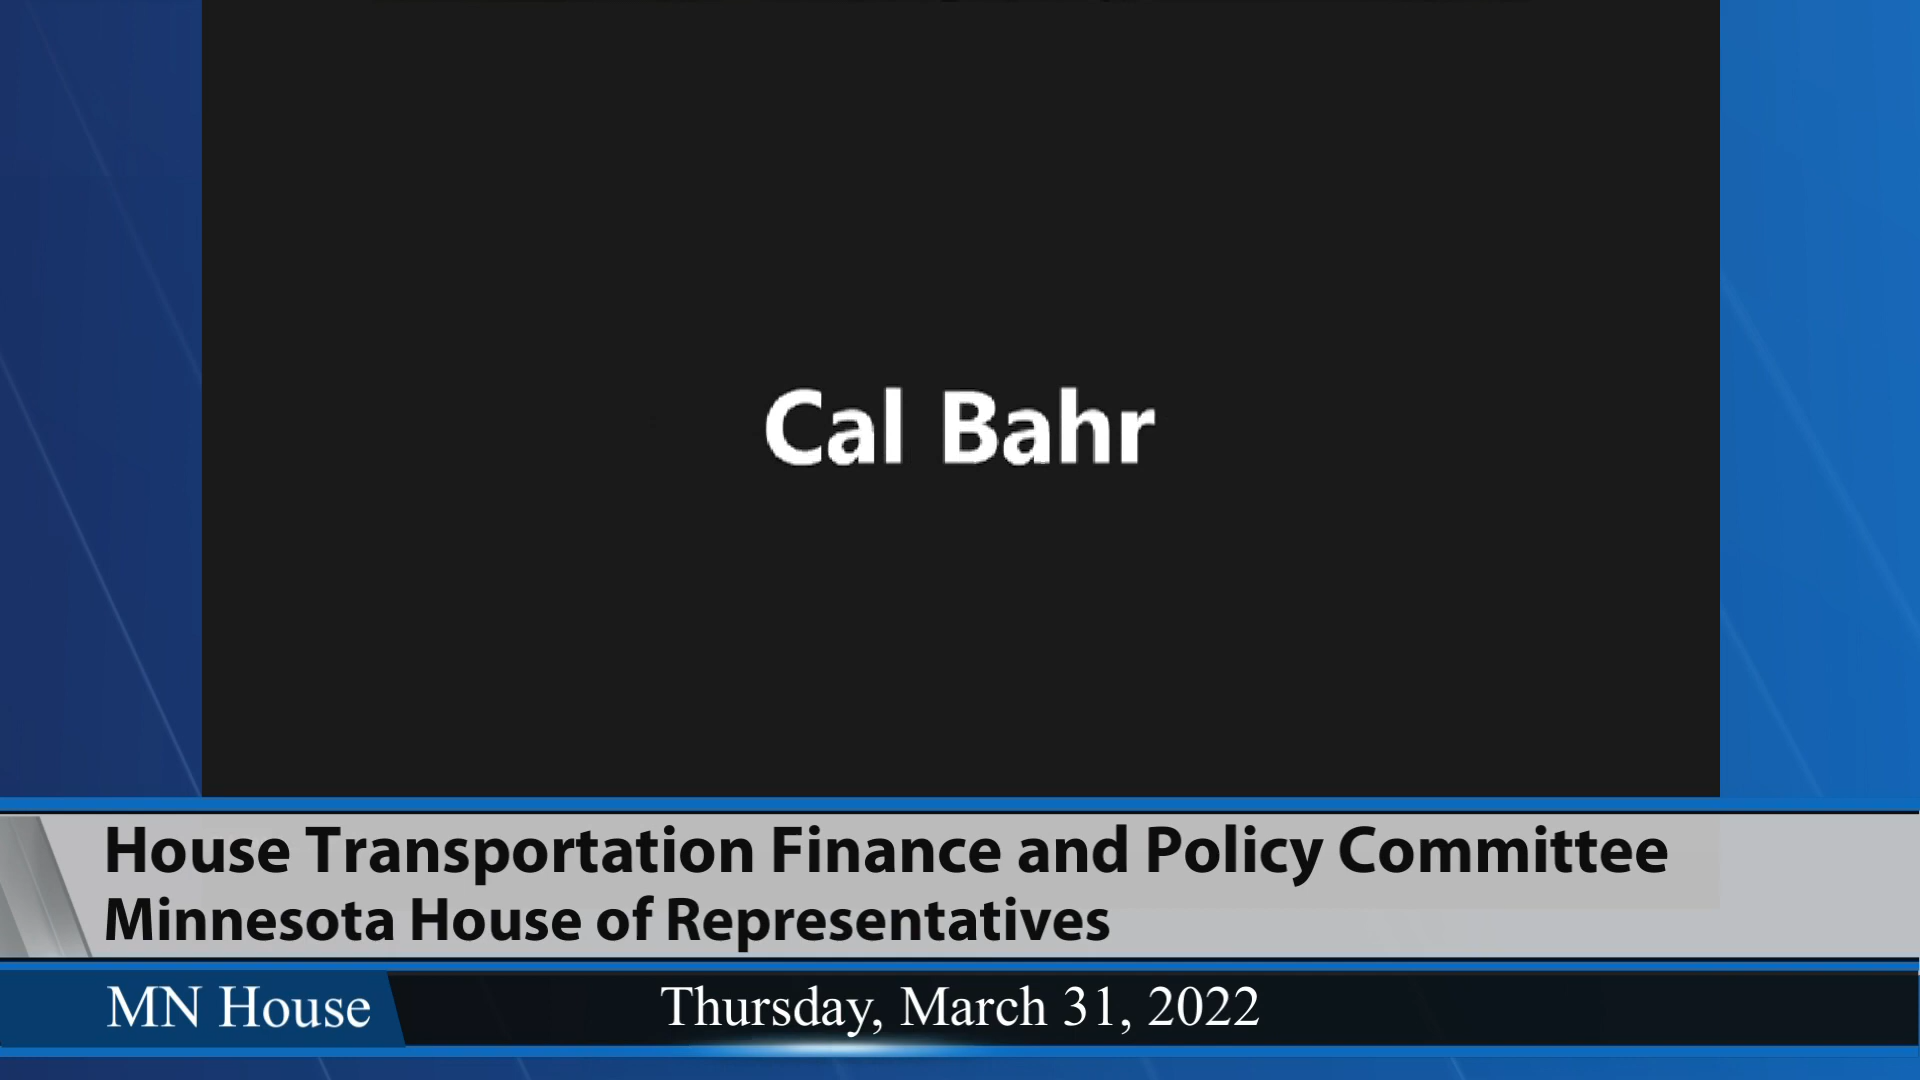 Cal Bahr
House Transportation Finance and Policy Committee
Minnesota House of Representatives
MN House
Thursday, March 31, 2022